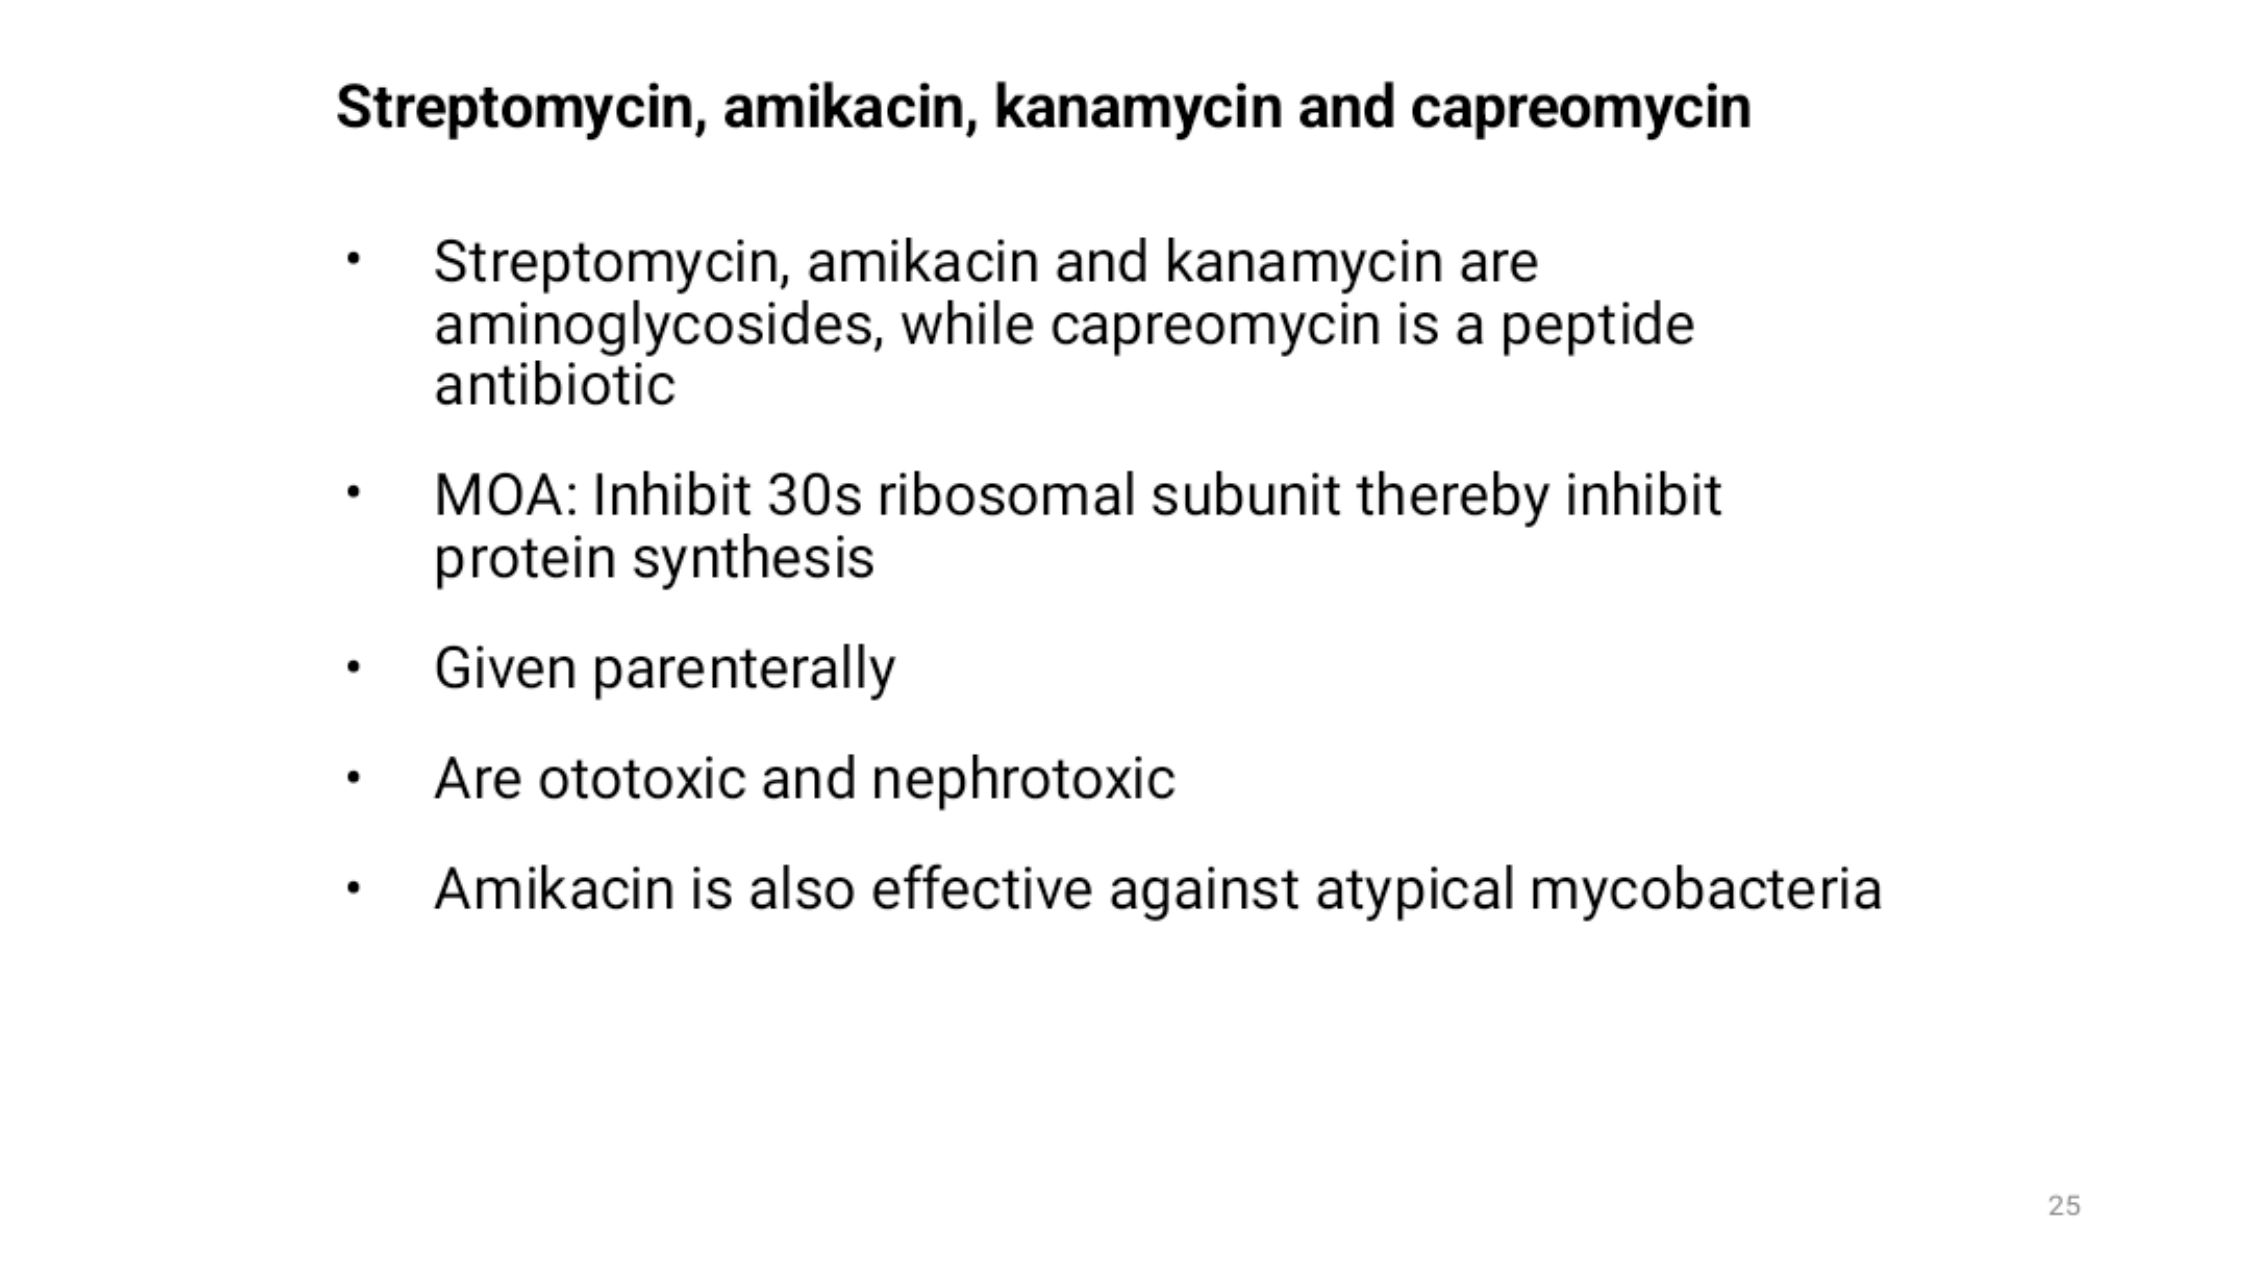 Streptomycin, amikacin, kanamycin and capreomycin
• Streptomycin, amikacin and kanamycin are
aminoglycosides, while capreomycin is a peptide
antibiotic
• MOA: Inhibit 30s ribosomal subunit thereby inhibit
protein synthesis
• Given parenterally
• Are ototoxic and nephrotoxic
• Amikacin is also effective against atypical mycobacteria
25